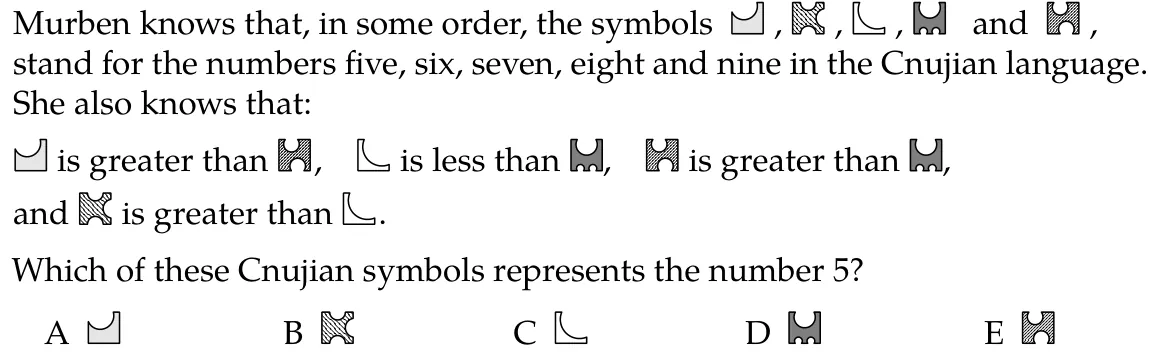 Murben knows that, in some order, the symbols , , , and ,
stand for the numbers five, six, seven, eight and nine in the Cnujian language.
She also knows that:
is greater than , is less than , is greater than ,
and is greater than .
Which of these Cnujian symbols represents the number 5?
A B C D E